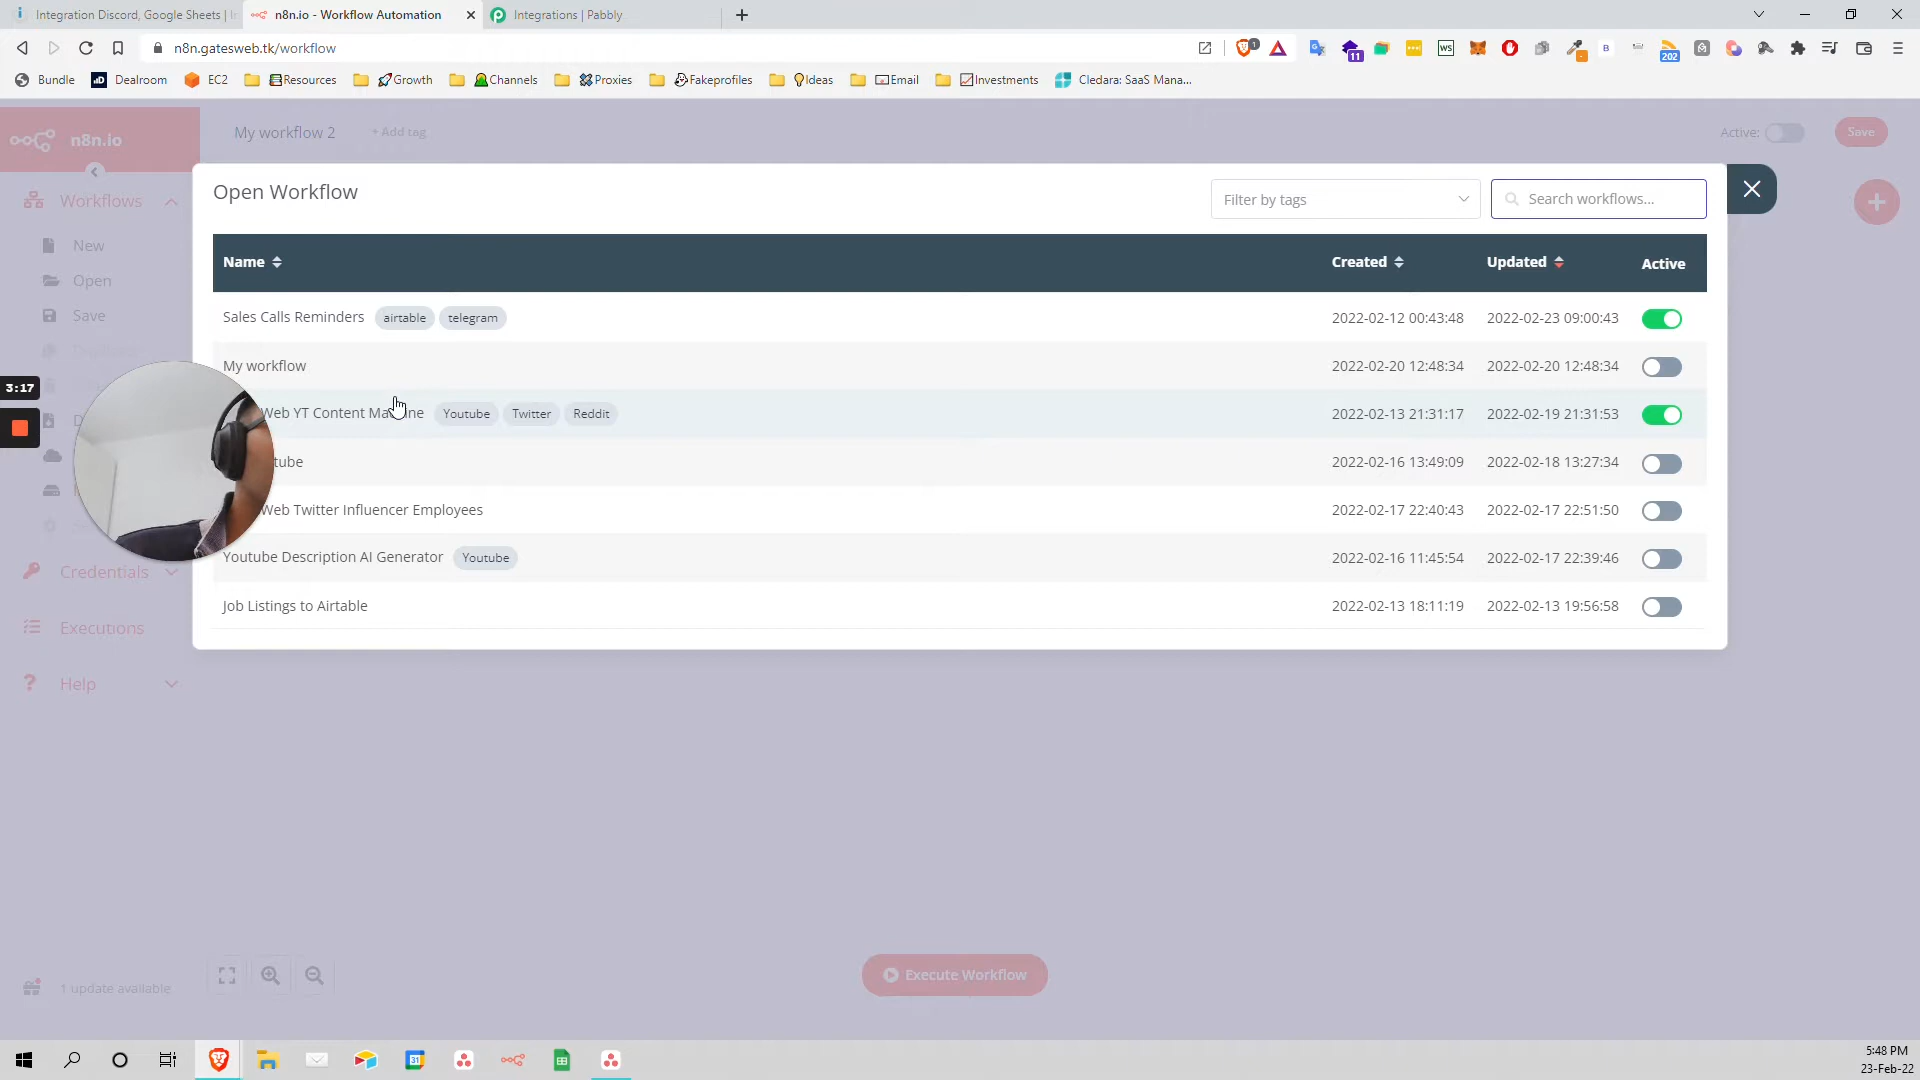 Integration Discord, Google Sheets | I
n8n.io - Workflow Automation
Integrations | Pabbly
n8n.gatesweb.tk/workflow
1
11
WS
B
202
Bundle
Dealroom
EC2
Resources
Growth
Channels
Proxies
Fakeprofiles
Ideas
Email
Investments
Cledara: SaaS Mana...
n8n.io
My workflow 2
+ Add tag
Active:
Save
Workflows
New
Open
Save
Duplicate
Credentials
Executions
Help
1 update available
3:17
Open Workflow
Filter by tags
Search workflows...
Name
Created
Updated
Active
Sales Calls Reminders airtable telegram 2022-02-12 00:43:48 2022-02-23 09:00:43
My workflow 2022-02-20 12:48:34 2022-02-20 12:48:34
Web YT Content Machine Youtube Twitter Reddit 2022-02-13 21:31:17 2022-02-19 21:31:53
tube 2022-02-16 13:49:09 2022-02-18 13:27:34
Web Twitter Influencer Employees 2022-02-17 22:40:43 2022-02-17 22:51:50
Youtube Description AI Generator Youtube 2022-02-16 11:45:54 2022-02-17 22:39:46
Job Listings to Airtable 2022-02-13 18:11:19 2022-02-13 19:56:58
Execute Workflow
31
5:48 PM
23-Feb-22